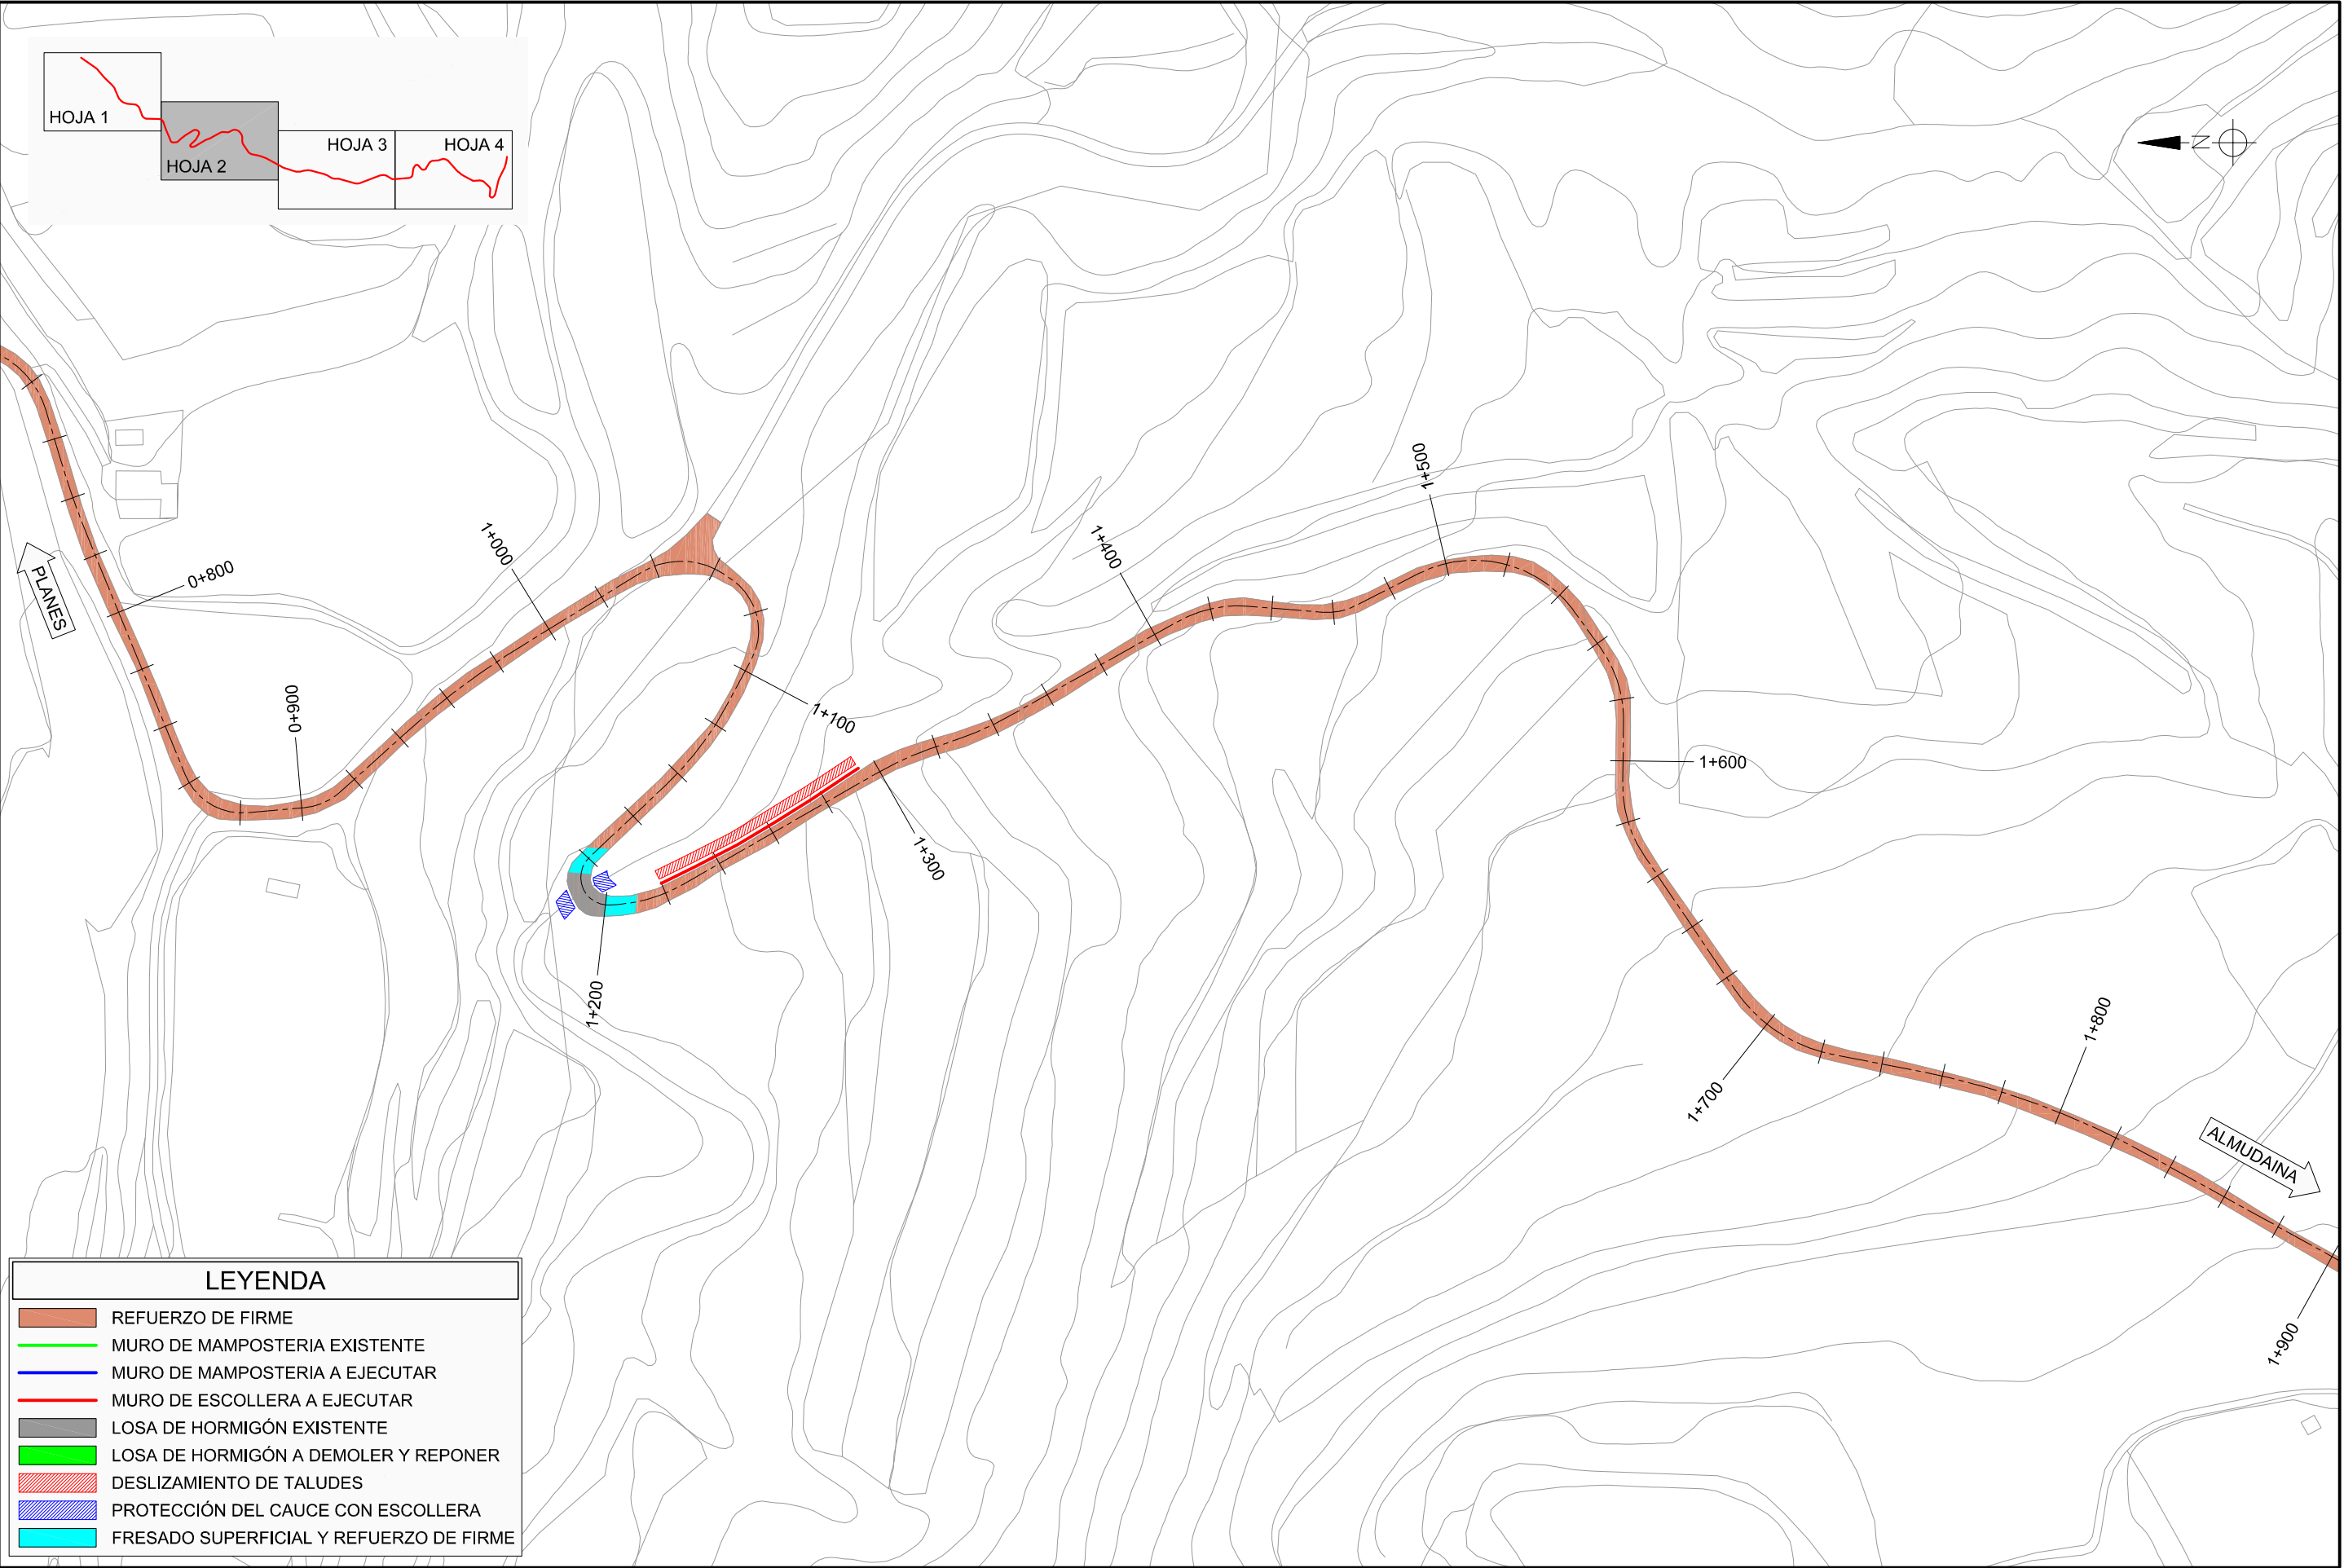 HOJA 1
HOJA 2
HOJA 3
HOJA 4
N
PLANES
0+800
0+900
1+000
1+100
1+200
1+300
1+400
1+500
1+600
1+700
1+800
1+900
ALMUDAINA
LEYENDA
REFUERZO DE FIRME
MURO DE MAMPOSTERIA EXISTENTE
MURO DE MAMPOSTERIA A EJECUTAR
MURO DE ESCOLLERA A EJECUTAR
LOSA DE HORMIGÓN EXISTENTE
LOSA DE HORMIGÓN A DEMOLER Y REPONER
DESLIZAMIENTO DE TALUDES
PROTECCIÓN DEL CAUCE CON ESCOLLERA
FRESADO SUPERFICIAL Y REFUERZO DE FIRME